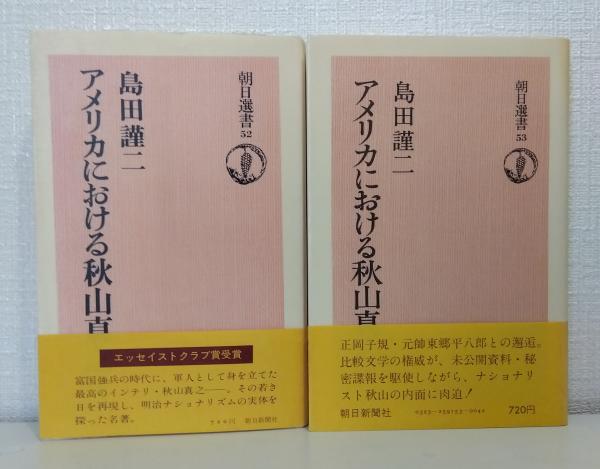 朝日選書 52
島田謹二
アメリカにおける秋山真
エッセイストクラブ賞受賞
富国強兵の時代に、軍人として身を立てた
最高のインテリ・秋山真之――。その若き
日を再現し、明治ナショナリズムの実体を
探った名著。
朝日新聞社
朝日選書 53
島田謹二
アメリカにおける秋山真
正岡子規・元帥東郷平八郎との邂逅。
比較文学の権威が、未公開資料・秘
密諜報を駆使しながら、ナショナリ
スト秋山の内面に肉迫!
朝日新聞社
720円